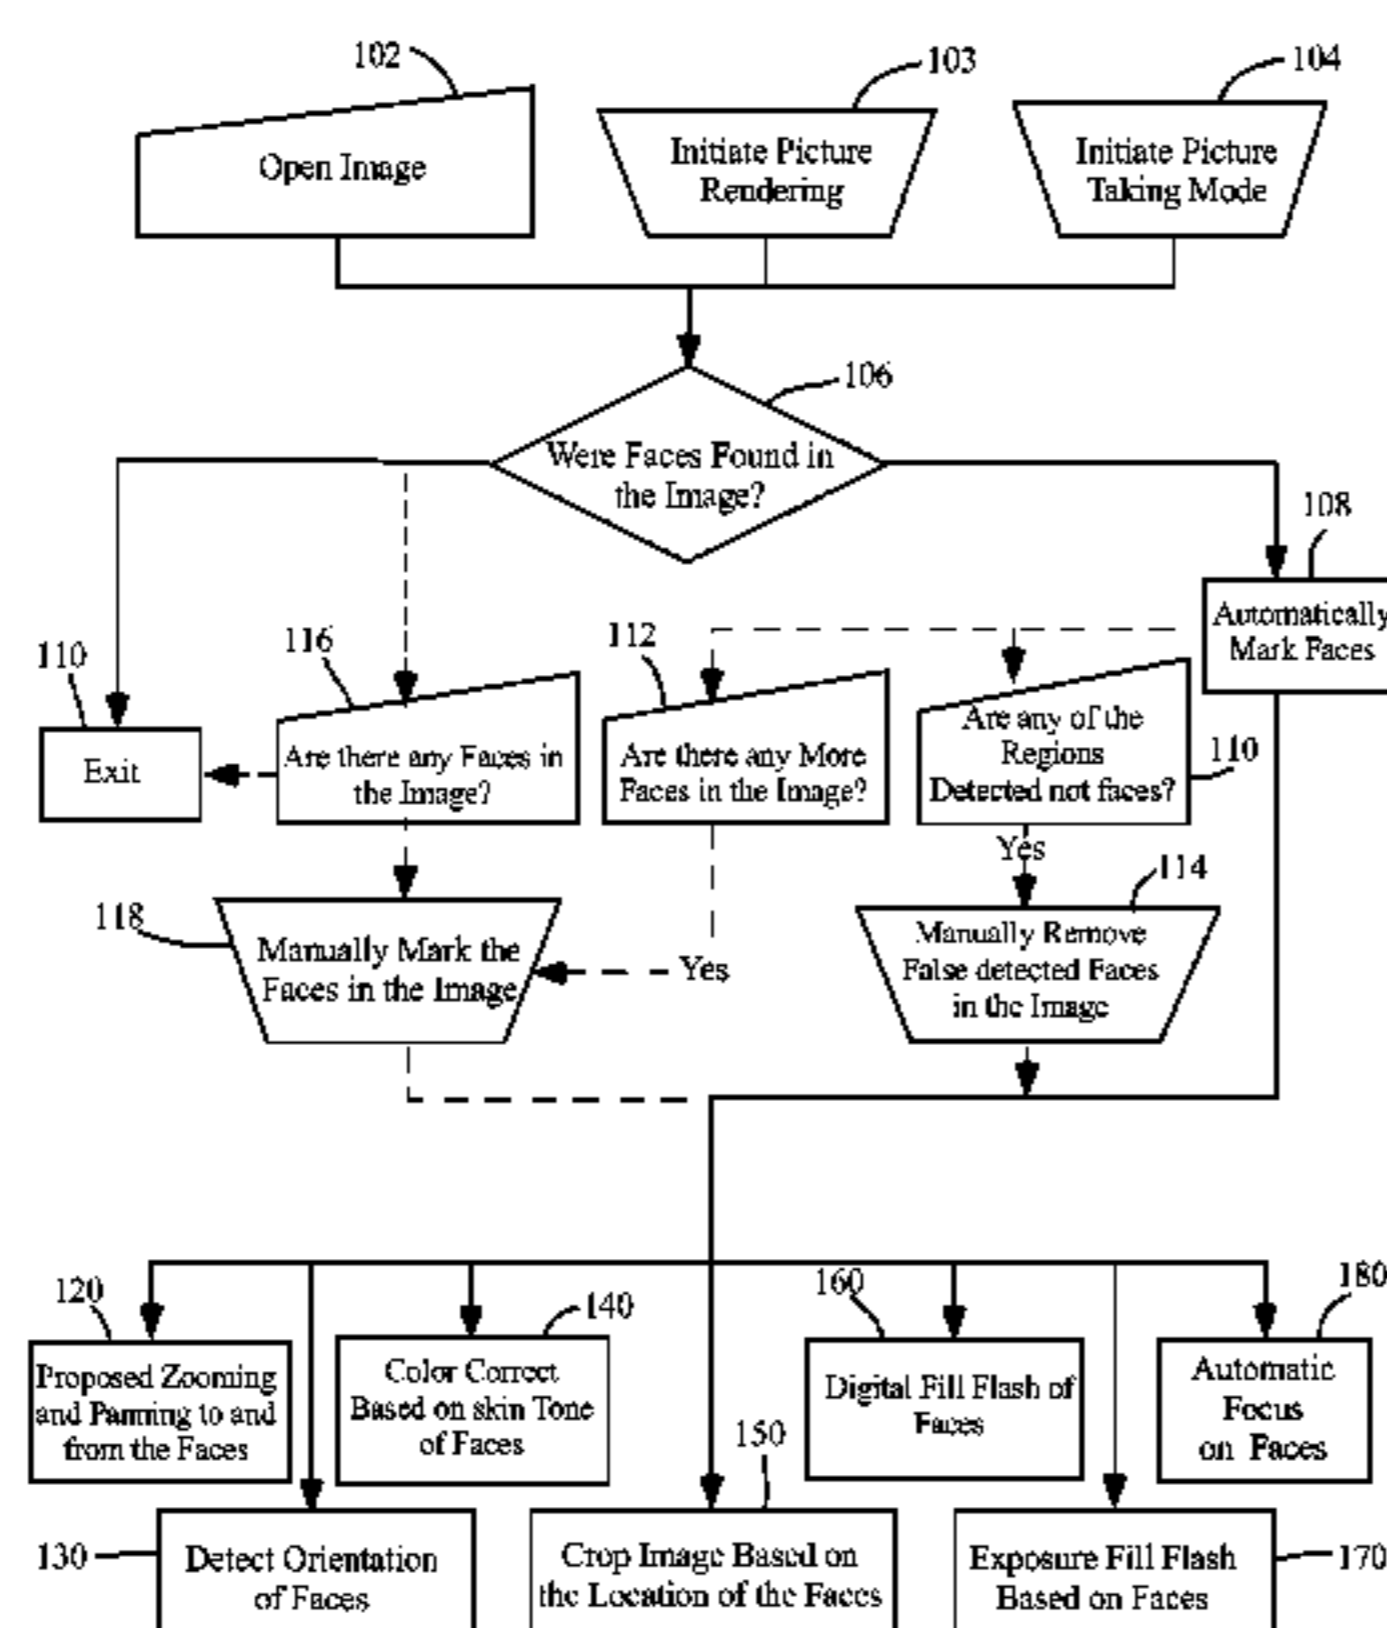 102
103
104
Open Image
Initiate Picture
Rendering
Initiate Picture
Taking Mode
106
Were Faces Found in
the Image?
108
Automatically
Mark Faces
110
116
112
Exit
Are there any Faces in
the Image?
Are there any More
Faces in the Image?
Are any of the
Regions
Detected not faces?
110
Yes
114
118
Manually Mark the
Faces in the Image
Yes
Manually Remove
False detected Faces
in the Image
120
140
160
180
Proposed Zooming
and Panning to and
from the Faces
Color Correct
Based on skin Tone
of Faces
Digital Fill Flash of
Faces
Automatic
Focus
on Faces
150
130
Detect Orientation
of Faces
Crop Image Based on
the Location of the Faces
Exposure Fill Flash
Based on Faces
170